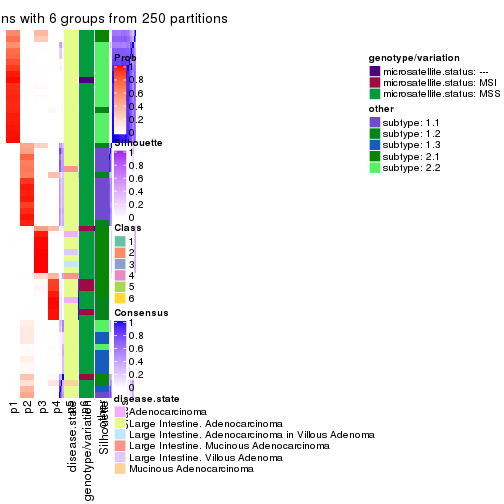 ns with 6 groups from 250 partitions
Prob
1
0.8
0.6
0.4
0.2
0
Silhouette
1
0.8
0.6
0.4
0.2
0
Class
1
2
3
4
5
6
Consensus
1
0.8
0.6
0.4
0.2
0
disease.state
Adenocarcinoma
Large Intestine. Adenocarcinoma
Large Intestine. Adenocarcinoma in Villous Adenoma
Large Intestine. Mucinous Adenocarcinoma
Large Intestine. Villous Adenoma
Mucinous Adenocarcinoma
genotype/variation
microsatellite.status: ---
microsatellite.status: MSI
microsatellite.status: MSS
other
subtype: 1.1
subtype: 1.2
subtype: 1.3
subtype: 2.1
subtype: 2.2
p1
p2
p3
p4
disease.state
genotype/variation
Silhouette